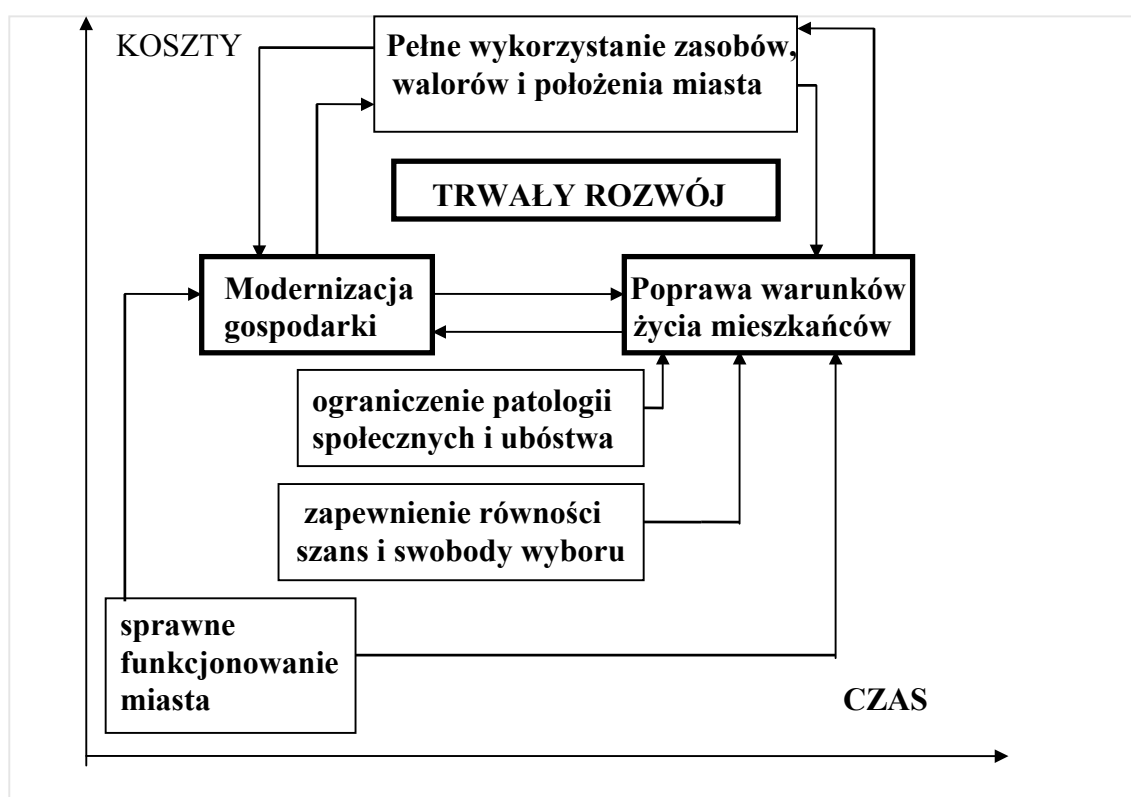 KOSZTY
Pełne wykorzystanie zasobów,
walorów i położenia miasta
TRWAŁY ROZWÓJ
Modernizacja
gospodarki
Poprawa warunków
życia mieszkańców
ograniczenie patologii
społecznych i ubóstwa
zapewnienie równości
szans i swobody wyboru
sprawne
funkcjonowanie
miasta
CZAS